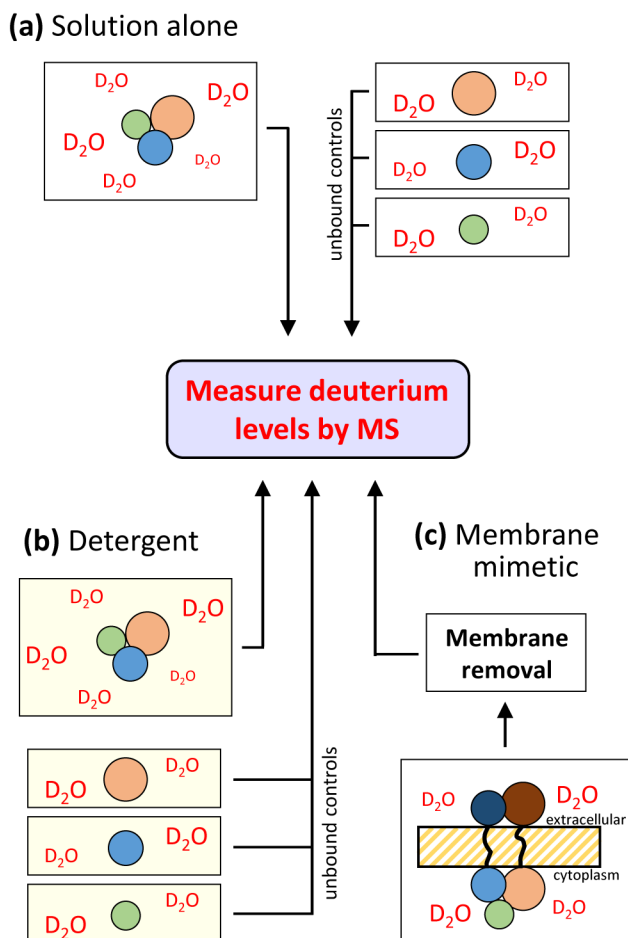 (a) Solution alone
D₂O
D₂O
D₂O
D₂O
D₂O
D₂O
D₂O
D₂O
D₂O
D₂O
D₂O
unbound controls
Measure deuterium
levels by MS
(b) Detergent
D₂O
D₂O
D₂O
D₂O
D₂O
D₂O
D₂O
D₂O
D₂O
D₂O
D₂O
unbound controls
(c) Membrane
mimetic
Membrane
removal
D₂O
D₂O
extracellular
cytoplasm
D₂O
D₂O